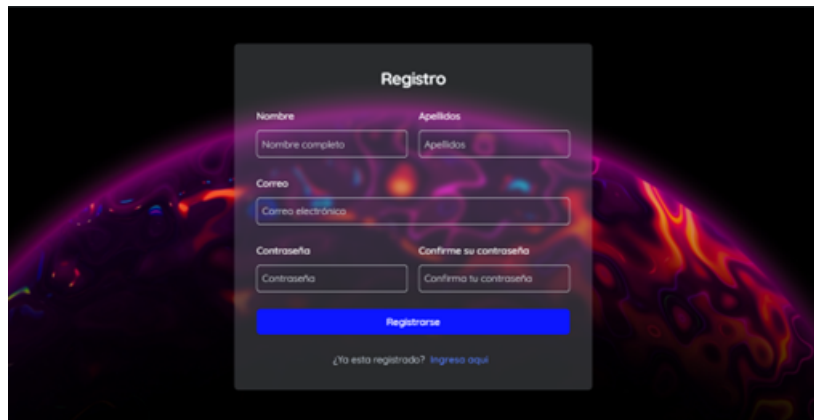 Registro
Nombre Apellidos
Nombre completo Apellidos
Correo
Correo electrónico
Contraseña Confirme su contraseña
Contraseña Confirma tu contraseña
Registrarse
¿Ya esta registrado? Ingresa aqui